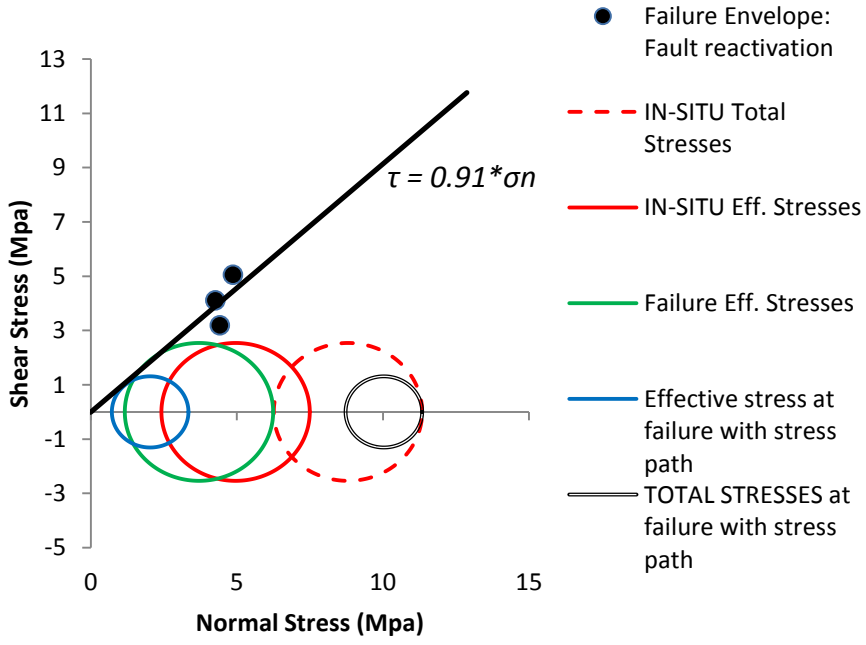 Failure Envelope:
Fault reactivation
IN-SITU Total
Stresses
IN-SITU Eff. Stresses
Failure Eff. Stresses
Effective stress at
failure with stress
path
TOTAL STRESSES at
failure with stress
path
τ = 0.91*σn
Shear Stress (Mpa)
13
11
9
7
5
3
1
-1
-3
-5
0
5
10
15
Normal Stress (Mpa)